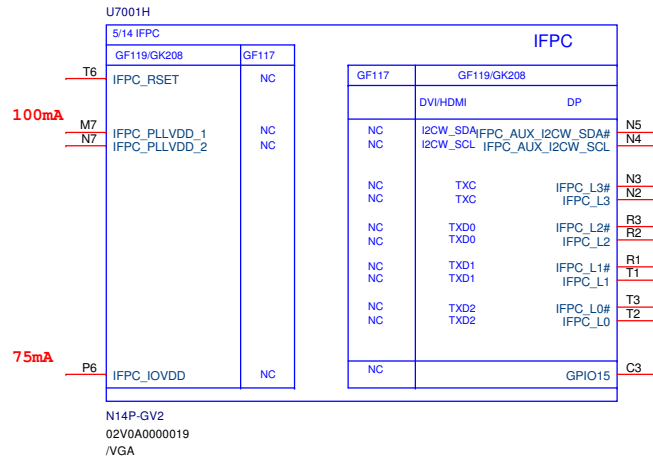 U7001H
5/14 IFPC
IFPC
GF119/GK208 GF117
GF117 GF119/GK208
T6 IFPC_RSET NC
DVI/HDMI DP
100mA
M7 IFPC_PLLVDD_1 NC
N7 IFPC_PLLVDD_2 NC
NC I2CW_SDA IFPC_AUX_I2CW_SDA# N5
NC I2CW_SCL IFPC_AUX_I2CW_SCL N4
NC TXC IFPC_L3# N3
NC TXC IFPC_L3 N2
NC TXD0 IFPC_L2# R3
NC TXD0 IFPC_L2 R2
NC TXD1 IFPC_L1# R1
NC TXD1 IFPC_L1 T1
NC TXD2 IFPC_L0# T3
NC TXD2 IFPC_L0 T2
75mA
P6 IFPC_IOVDD NC
NC GPIO15 C3
N14P-GV2
02V0A0000019
/VGA